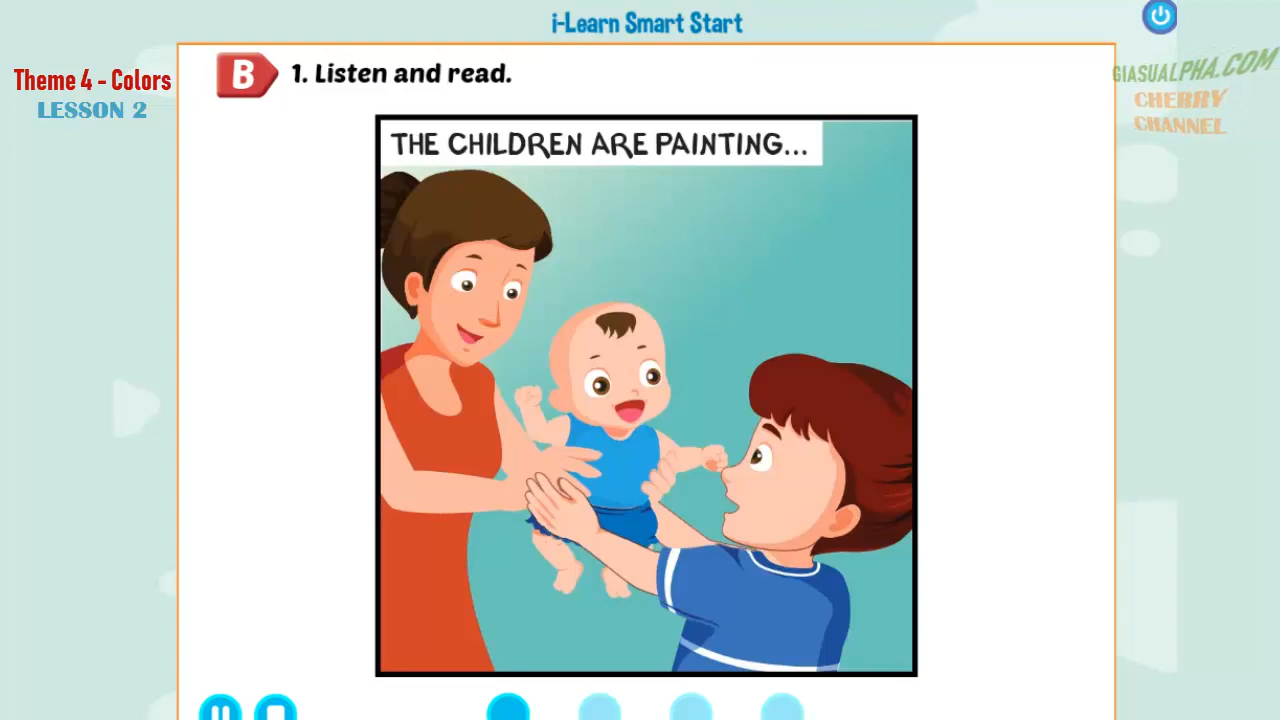 i-Learn Smart Start
Theme 4 - Colors
LESSON 2
B 1. Listen and read.
GIASUALPHA.COM
CHERRY
CHANNEL
THE CHILDREN ARE PAINTING...